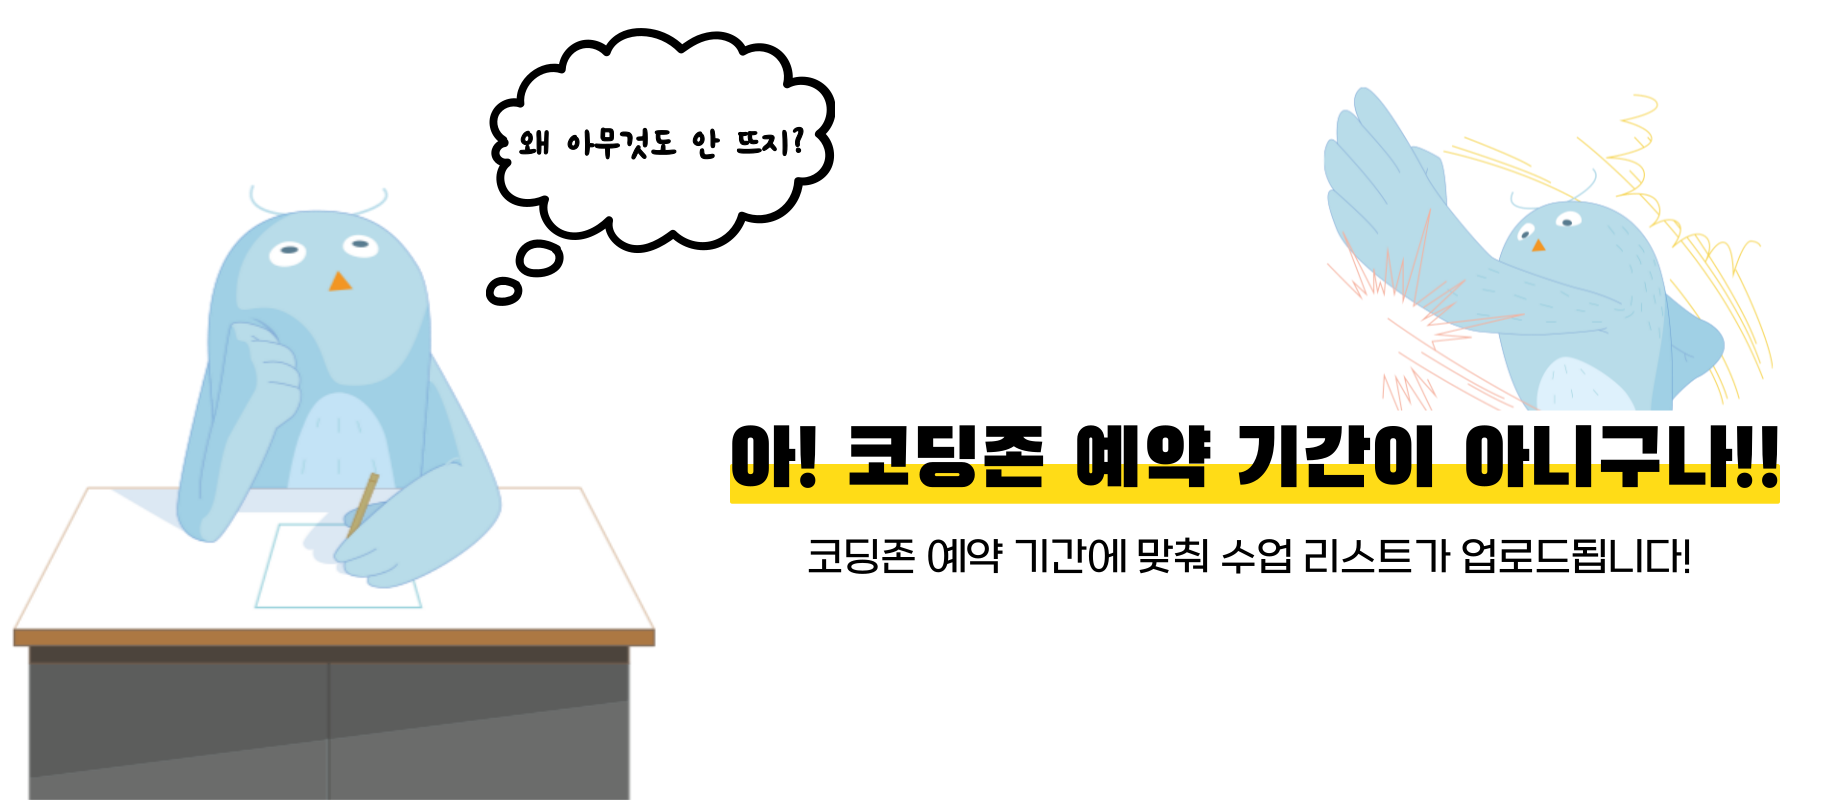 왜 아무것도 안 뜨지?
아! 코딩존 예약 기간이 아니구나!!
코딩존 예약 기간에 맞춰 수업 리스트가 업로드됩니다!